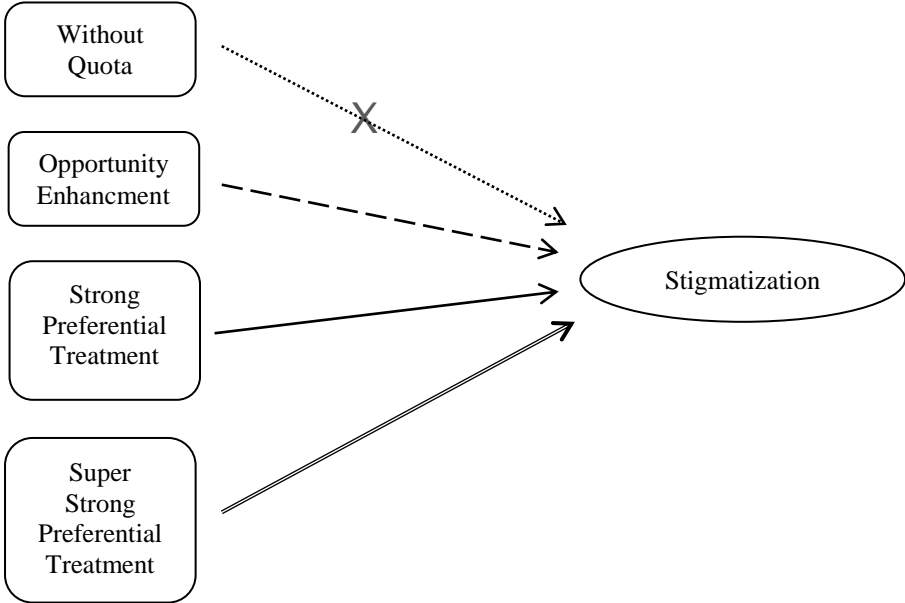 Without
Quota
X
Opportunity
Enhancment
Strong
Preferential
Treatment
Stigmatization
Super
Strong
Preferential
Treatment